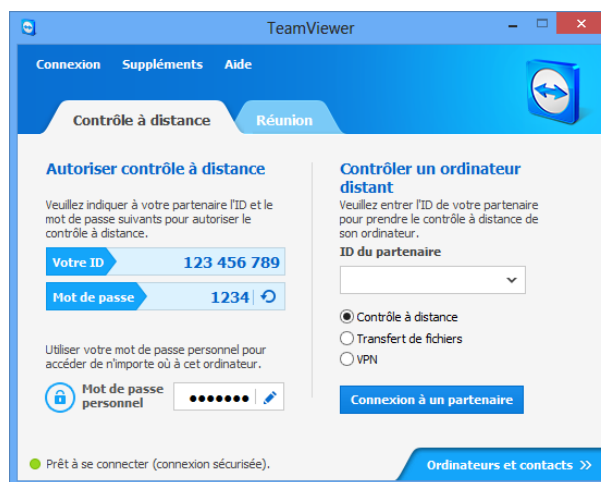 TeamViewer
Connexion Suppléments Aide
Contrôle à distance Réunion
Autoriser contrôle à distance
Veuillez indiquer à votre partenaire l'ID et le
mot de passe suivants pour autoriser le
contrôle à distance.
Votre ID 123 456 789
Mot de passe 1234
Utiliser votre mot de passe personnel pour
accéder de n'importe où à cet ordinateur.
Mot de passe
personnel
Contrôler un ordinateur
distant
Veuillez entrer l'ID de votre partenaire
pour prendre le contrôle à distance de
son ordinateur.
ID du partenaire
Contrôle à distance
Transfert de fichiers
VPN
Connexion à un partenaire
Prêt à se connecter (connexion sécurisée).
Ordinateurs et contacts >>